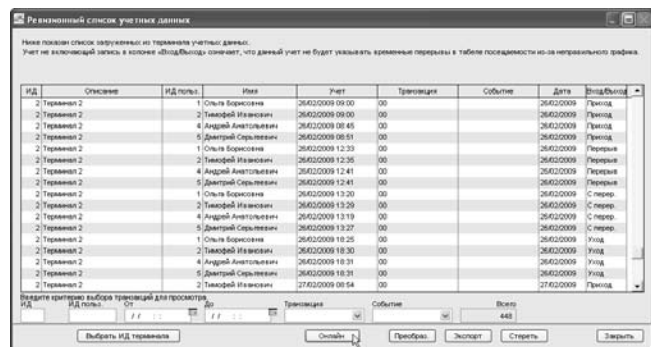 Ревизионный список учетных данных
Ниже показан список загруженных из терминала учетных данных.
Учет не включающий запись в колонке «Вход/Выход» означает, что данный учет не будет указывать временные перерывы в табеле посещаемости из-за неправильного графика.
ИД Описание ИД польз. Имя Учет Транзакция Событие Дата Вход/Выход
2 Терминал 2 1 Ольга Борисовна 26/02/2009 09:00 00 26/02/2009 Приход
2 Терминал 2 2 Тимофей Иванович 26/02/2009 09:00 00 26/02/2009 Приход
2 Терминал 2 4 Андрей Анатольевич 26/02/2009 08:45 00 26/02/2009 Приход
2 Терминал 2 5 Дмитрий Сергеевич 26/02/2009 08:51 00 26/02/2009 Приход
2 Терминал 2 1 Ольга Борисовна 26/02/2009 12:33 00 26/02/2009 Перерыв
2 Терминал 2 2 Тимофей Иванович 26/02/2009 12:35 00 26/02/2009 Перерыв
2 Терминал 2 4 Андрей Анатольевич 26/02/2009 12:41 00 26/02/2009 Перерыв
2 Терминал 2 5 Дмитрий Сергеевич 26/02/2009 12:41 00 26/02/2009 Перерыв
2 Терминал 2 1 Ольга Борисовна 26/02/2009 13:20 00 26/02/2009 С перер.
2 Терминал 2 2 Тимофей Иванович 26/02/2009 13:29 00 26/02/2009 С перер.
2 Терминал 2 4 Андрей Анатольевич 26/02/2009 13:19 00 26/02/2009 С перер.
2 Терминал 2 5 Дмитрий Сергеевич 26/02/2009 13:27 00 26/02/2009 С перер.
2 Терминал 2 1 Ольга Борисовна 26/02/2009 18:25 00 26/02/2009 Уход
2 Терминал 2 2 Тимофей Иванович 26/02/2009 18:30 00 26/02/2009 Уход
2 Терминал 2 4 Андрей Анатольевич 26/02/2009 18:31 00 26/02/2009 Уход
2 Терминал 2 5 Дмитрий Сергеевич 26/02/2009 18:31 00 26/02/2009 Уход
2 Терминал 2 2 Тимофей Иванович 27/02/2009 08:54 00 27/02/2009 Приход
Введите критерию выбора транзакций для просмотра
ИД ИД польз. От До Транзакция Событие Всего
/ / : : / / : : 448
Выбрать ИД терминала Онлайн Преобраз. Экспорт Стереть Закрыть